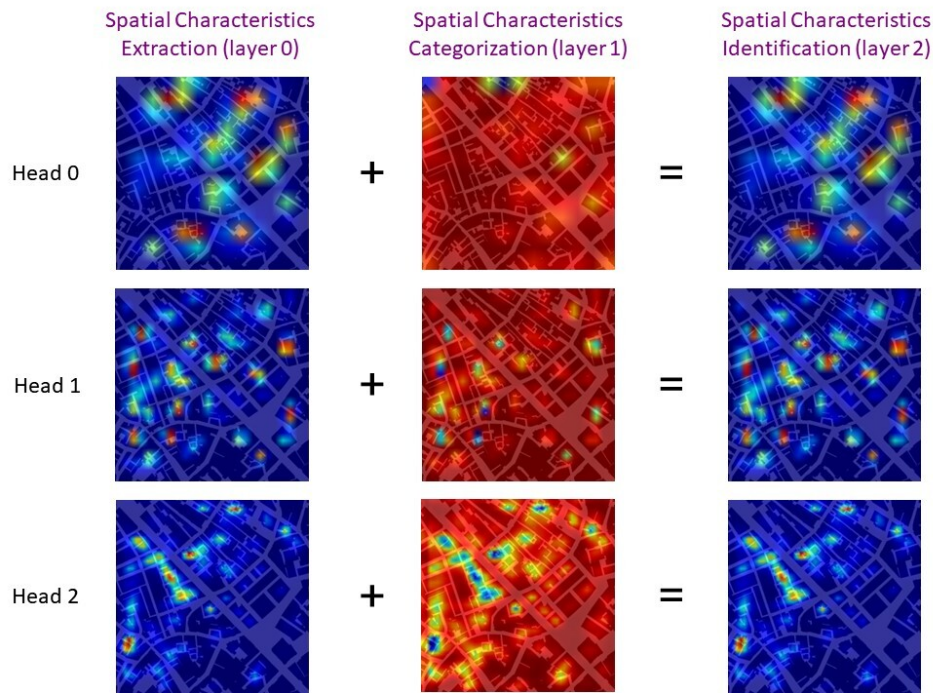 Spatial Characteristics
Extraction (layer 0)
Spatial Characteristics
Categorization (layer 1)
Spatial Characteristics
Identification (layer 2)
Head 0
+
=
Head 1
+
=
Head 2
+
=